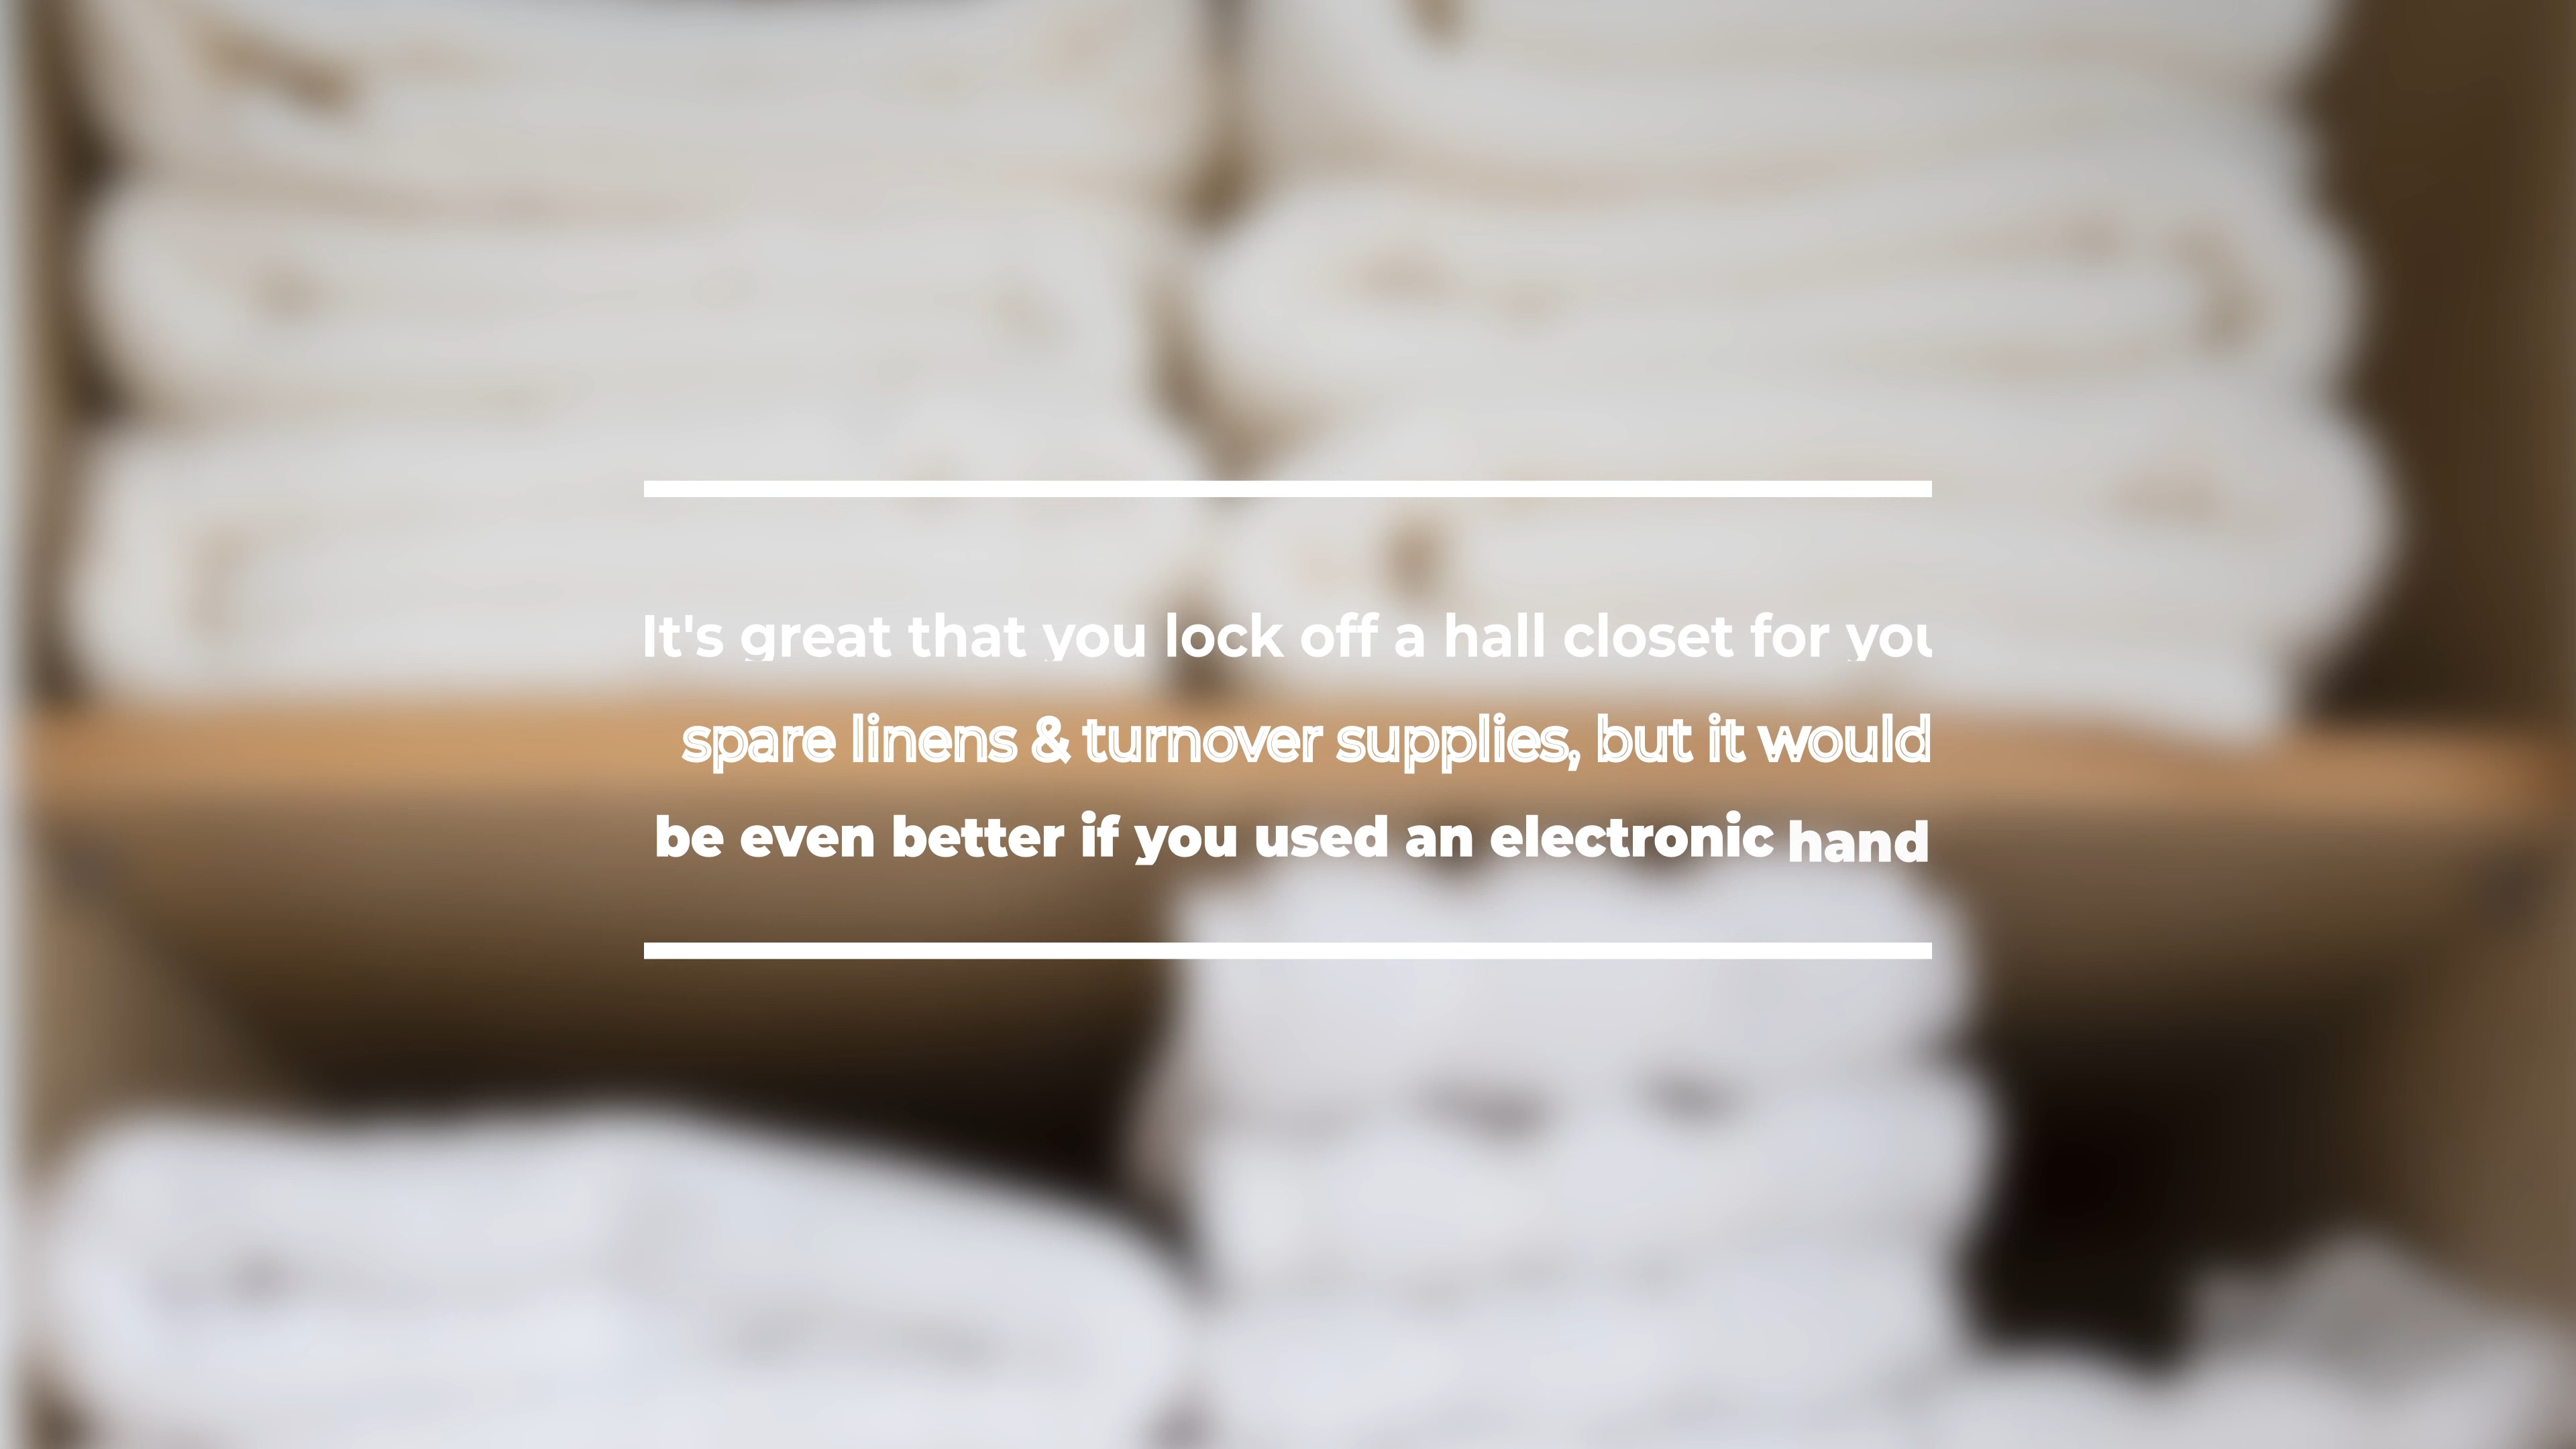 It's great that you lock off a hall closet for you
spare linens & turnover supplies, but it would
be even better if you used an electronic hand